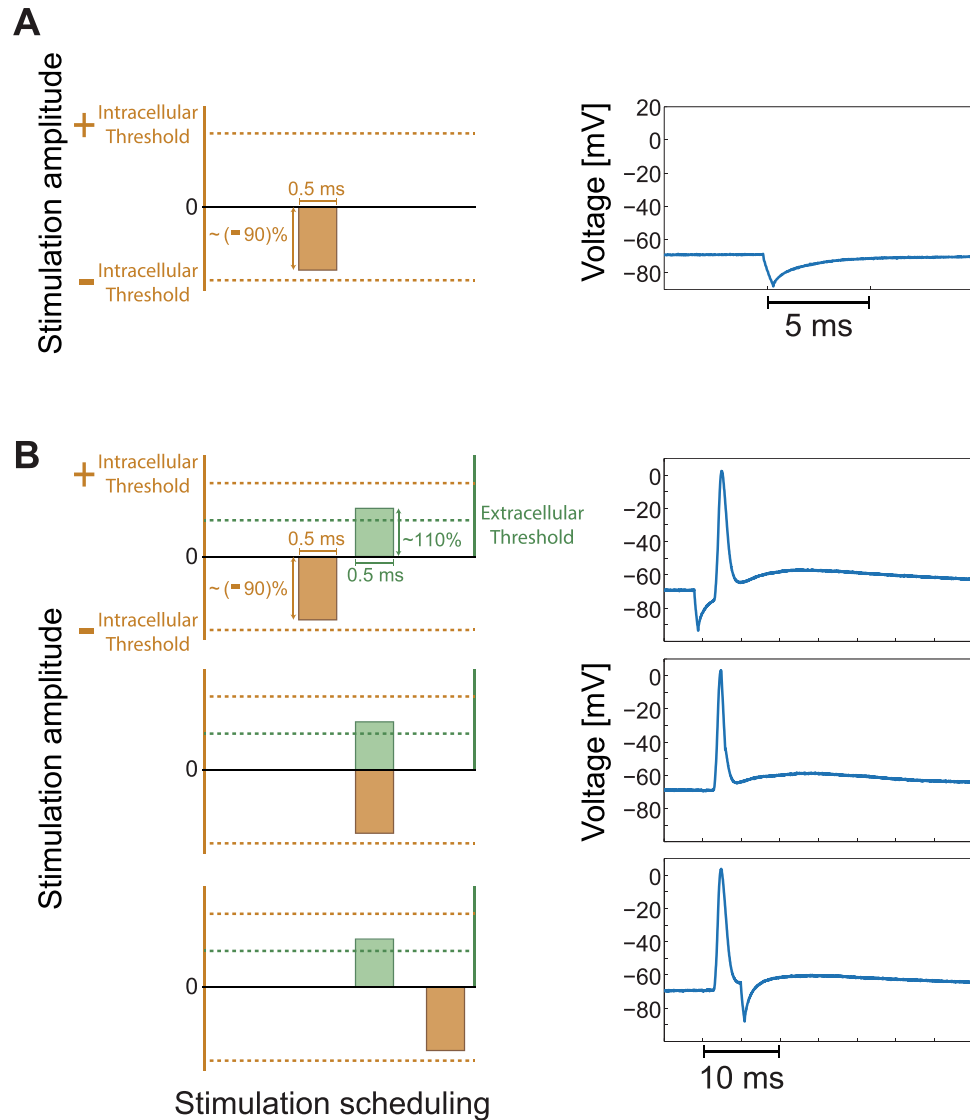 A
Stimulation amplitude
+ Intracellular
Threshold
0.5 ms
0
~ (-90)%
- Intracellular
Threshold
Voltage [mV]
20
0
−20
−40
−60
−80
5 ms
B
Stimulation amplitude
+ Intracellular
Threshold
0.5 ms
0
~ (-90)%
0.5 ms
~110%
Extracellular
Threshold
- Intracellular
Threshold
0
0
Stimulation scheduling
0
−20
−40
−60
−80
Voltage [mV]
0
−20
−40
−60
−80
0
−20
−40
−60
−80
10 ms